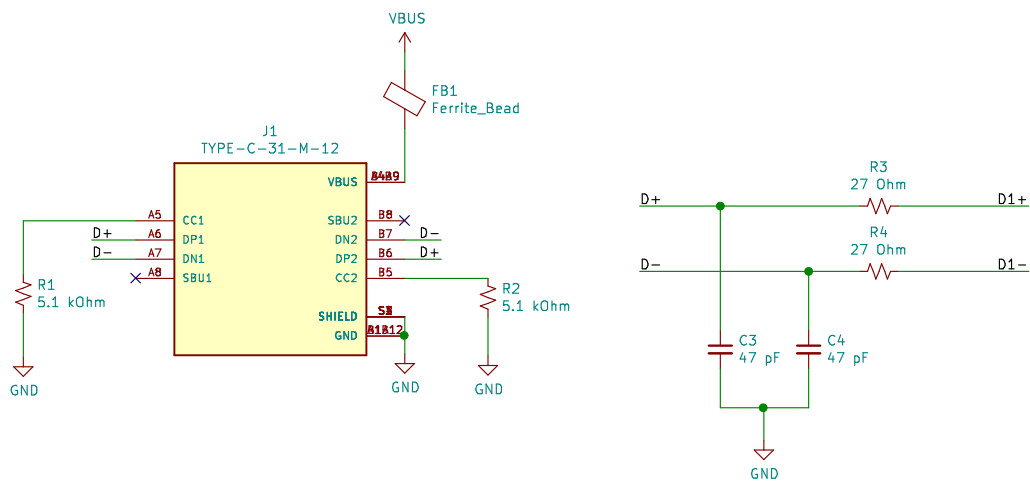 VBUS
FB1
Ferrite_Bead
J1
TYPE-C-31-M-12
VBUS
A5 CC1
SBU2 B8
D+ A6 DP1
DN2 B7 D-
D- A7 DN1
DP2 B6 D+
A8 SBU1
CC2 B5
R1
5.1 kOhm
R2
5.1 kOhm
SHIELD
GND
GND
GND
GND
R3
27 Ohm
D+
D1+
R4
27 Ohm
D-
D1-
C3
47 pF
C4
47 pF
GND